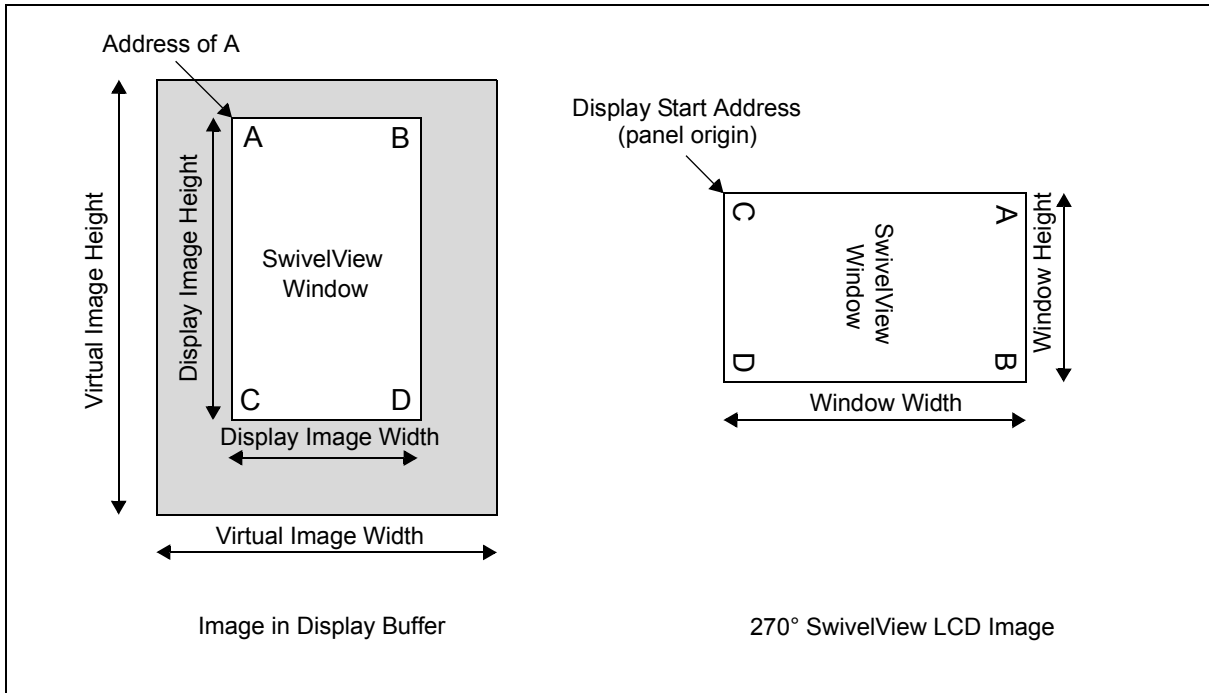 Address of A
Virtual Image Height
Display Image Height
A
B
SwivelView
Window
C
D
Display Image Width
Virtual Image Width
Image in Display Buffer
Display Start Address
(panel origin)
C
A
SwivelView
Window
D
B
Window Height
Window Width
270° SwivelView LCD Image